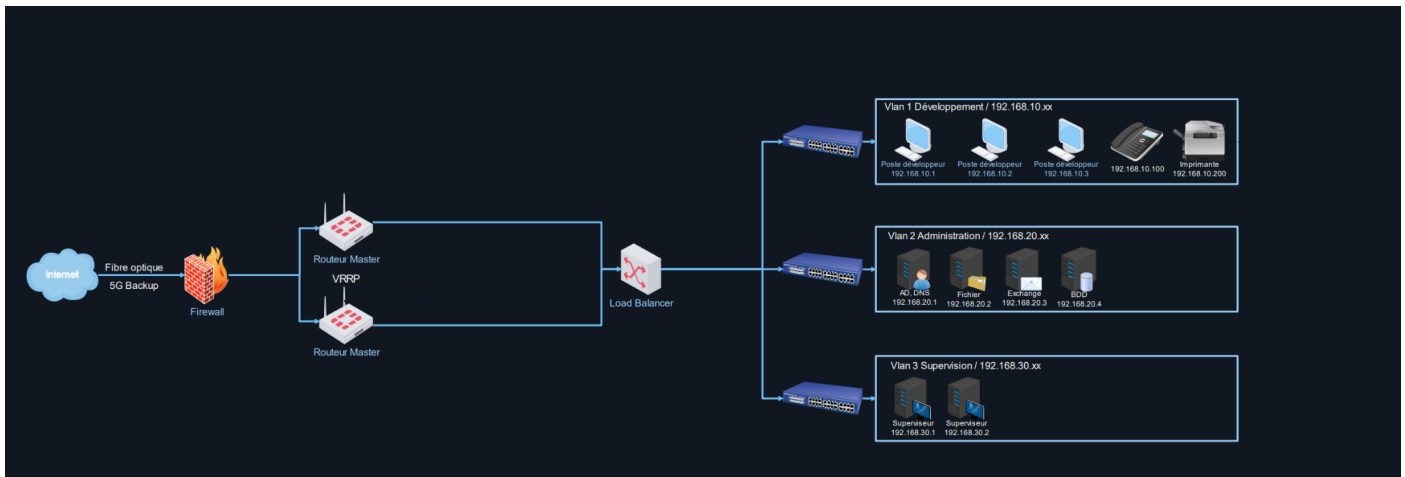 Internet
Fibre optique
5G Backup
Firewall
Routeur Master
VRRP
Routeur Master
Load Balancer
Vlan 1 Développement / 192.168.10.xx
Poste développeur
192.168.10.1
Poste développeur
192.168.10.2
Poste développeur
192.168.10.3
192.168.10.100
Imprimante
192.168.10.200
Vlan 2 Administration / 192.168.20.xx
AD, DNS
192.168.20.1
Fichier
192.168.20.2
Exchange
192.168.20.3
BDD
192.168.20.4
Vlan 3 Supervision / 192.168.30.xx
Superviseur
192.168.30.1
Superviseur
192.168.30.2